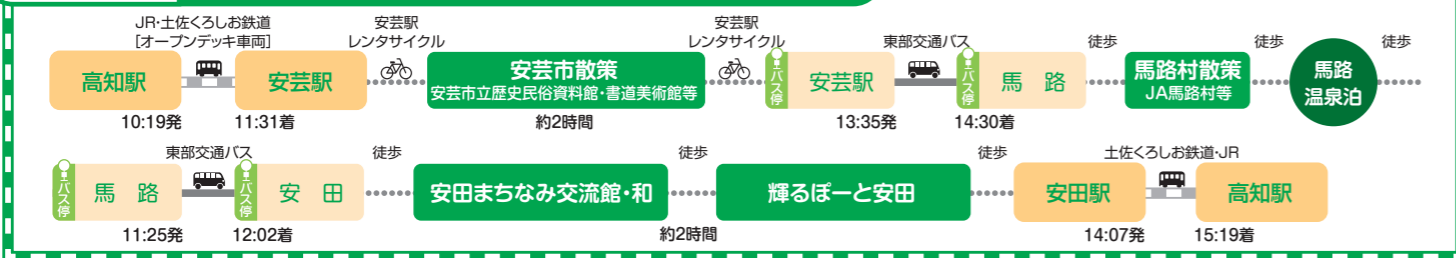 JR・土佐くろしお鉄道
[オープンデッキ車両]
安芸駅
レンタサイクル
安芸駅
レンタサイクル
東部交通バス
徒歩
徒歩
徒歩
高知駅
安芸駅
安芸市散策
安芸市立歴史民俗資料館・書道美術館等
バス停
安芸駅
バス停
馬 路
馬路村散策
JA馬路村等
馬路
温泉泊
10:19発
11:31着
約2時間
13:35発
14:30着
東部交通バス
徒歩
徒歩
徒歩
土佐くろしお鉄道・JR
バス停
馬 路
バス停
安 田
安田まちなみ交流館・和
輝るぽーと安田
安田駅
高知駅
11:25発
12:02着
約2時間
14:07発
15:19着